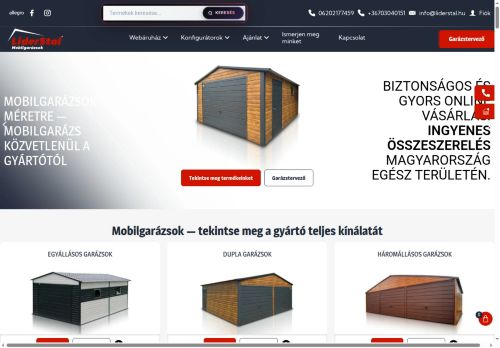 allegro
Termékek keresése...
KERESÉS
06202177459
+36703040151
info@liderstal.hu
Fiók
LiderStal
Mobilgarázsok
Webáruház
Konfigurátorok
Ajánlat
Ismerjen meg minket
Kapcsolat
Garázstervező
MOBILGARÁZSOK
MÉRETRE —
MOBILGARÁZS
KÖZVETLENÜL A
GYÁRTÓTÓL
BIZTONSÁGOS ÉS
GYORS ONLINE
VÁSÁRLÁS!
INGYENES
ÖSSZESZERELÉS
MAGYARORSZÁG
EGÉSZ TERÜLETÉN.
Tekintse meg termékeinket
Garázstervező
Mobilgarázsok — tekintse meg a gyártó teljes kínálatát
EGYÁLLÁSOS GARÁZSOK
DUPLA GARÁZSOK
HÁROMÁLLÁSOS GARÁZSOK
0